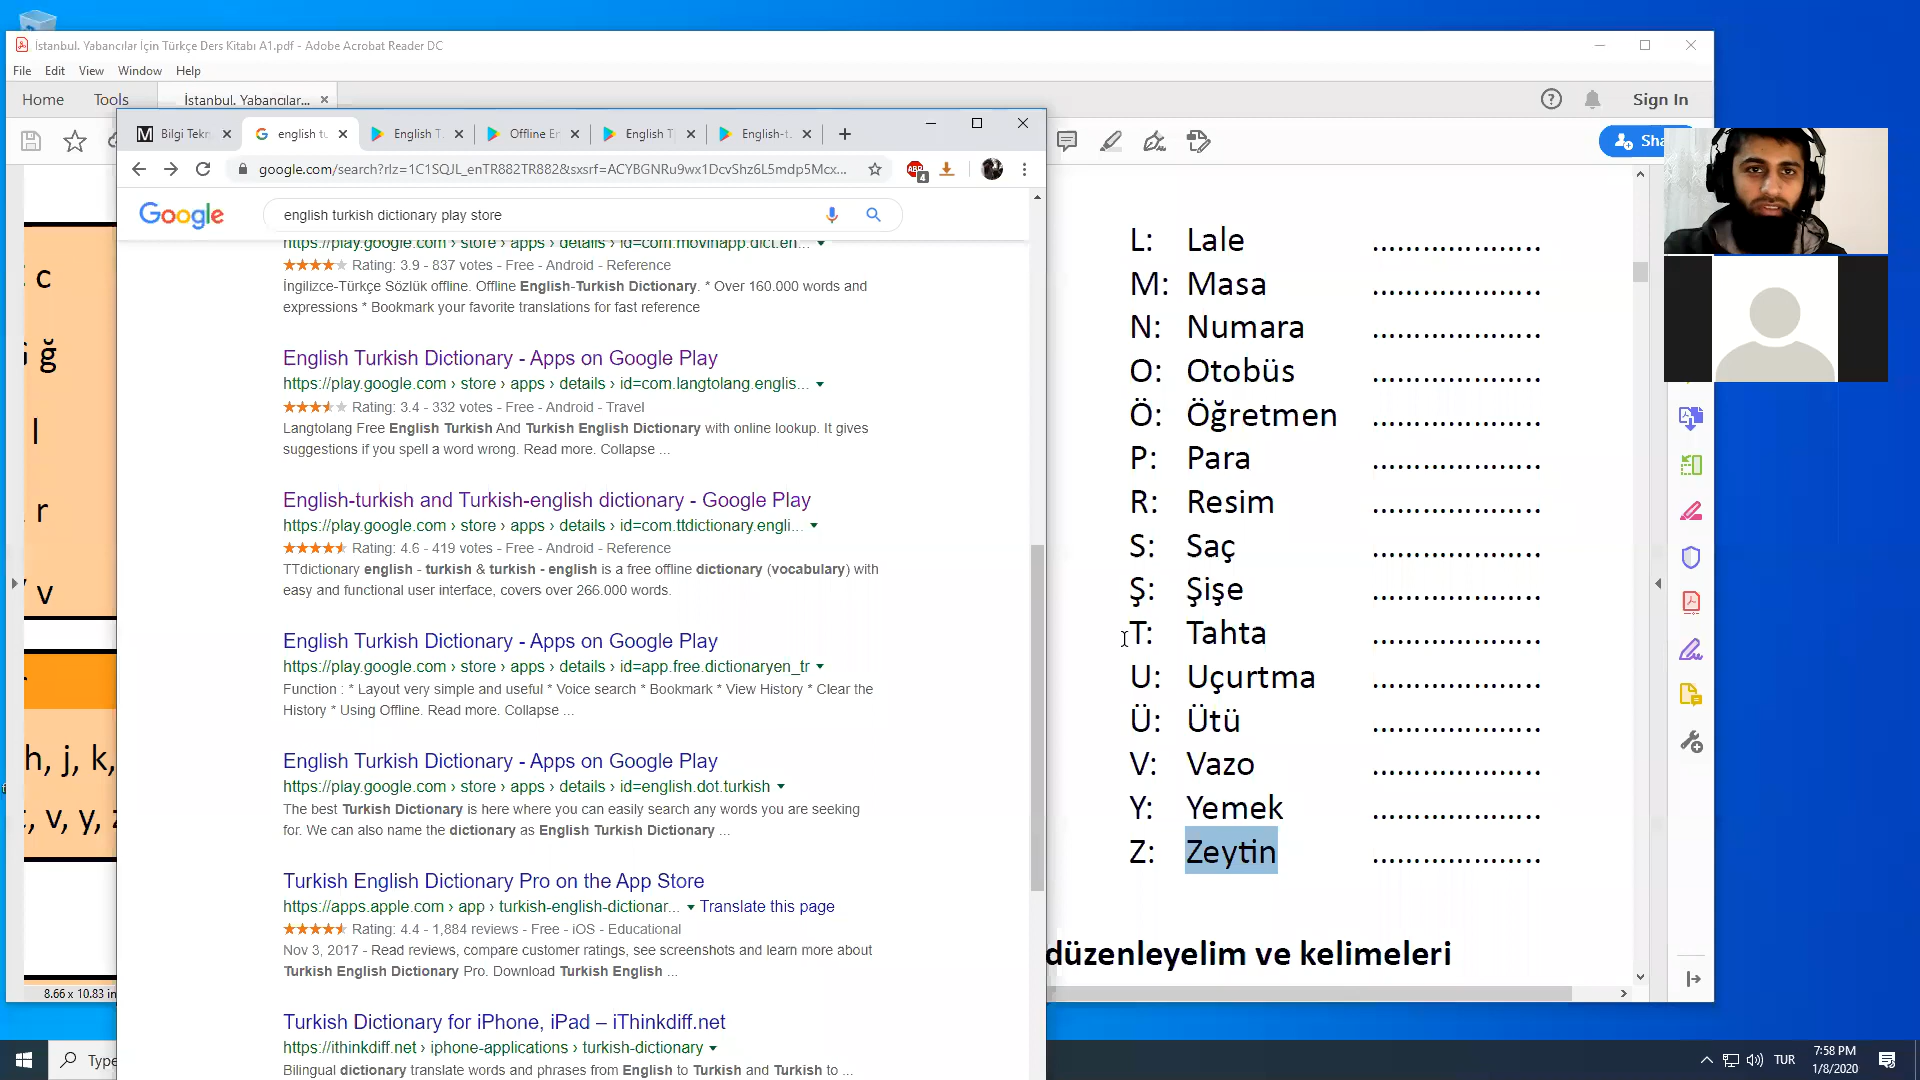 İstanbul. Yabancılar İçin Türkçe Ders Kitabı A1.pdf - Adobe Acrobat Reader DC
File Edit View Window Help
Home Tools İstanbul. Yabancılar...
Sign In
Sha
Bilgi Tekn
english tu
English T
Offline En
English T
English-t
google.com/search?rlz=1C1SQJL_enTR882TR882&sxsrf=ACYBGNRu9wx1DcvShz6L5mdp5Mcx...
ABP
4
Google
english turkish dictionary play store
https://play.google.com › store › apps › details › id=com.movinapp.dict.en...
Rating: 3.9 - 837 votes - Free - Android - Reference
İngilizce-Türkçe Sözlük offline. Offline English-Turkish Dictionary. * Over 160.000 words and
expressions * Bookmark your favorite translations for fast reference
English Turkish Dictionary - Apps on Google Play
https://play.google.com › store › apps › details › id=com.langtolang.englis...
Rating: 3.4 - 332 votes - Free - Android - Travel
Langtolang Free English Turkish And Turkish English Dictionary with online lookup. It gives
suggestions if you spell a word wrong. Read more. Collapse ...
English-turkish and Turkish-english dictionary - Google Play
https://play.google.com › store › apps › details › id=com.ttdictionary.engli...
Rating: 4.6 - 419 votes - Free - Android - Reference
TTdictionary english - turkish & turkish - english is a free offline dictionary (vocabulary) with
easy and functional user interface, covers over 266.000 words.
English Turkish Dictionary - Apps on Google Play
https://play.google.com › store › apps › details › id=app.free.dictionaryen_tr
Function : * Layout very simple and useful * Voice search * Bookmark * View History * Clear the
History * Using Offline. Read more. Collapse ...
English Turkish Dictionary - Apps on Google Play
https://play.google.com › store › apps › details › id=english.dot.turkish
The best Turkish Dictionary is here where you can easily search any words you are seeking
for. We can also name the dictionary as English Turkish Dictionary ...
Turkish English Dictionary Pro on the App Store
https://apps.apple.com › app › turkish-english-dictionar... Translate this page
Rating: 4.4 - 1,884 reviews - Free - iOS - Educational
Nov 3, 2017 - Read reviews, compare customer ratings, see screenshots and learn more about
Turkish English Dictionary Pro. Download Turkish English ...
Turkish Dictionary for iPhone, iPad – iThinkdiff.net
https://ithinkdiff.net › iphone-applications › turkish-dictionary
Bilingual dictionary translate words and phrases from English to Turkish and Turkish to ...
c
ğ
l
r
v
h, j, k,
, v, y, z
8.66 x 10.83 in
L: Lale ....................
M: Masa ....................
N: Numara ....................
O: Otobüs ....................
Ö: Öğretmen ....................
P: Para ....................
R: Resim ....................
S: Saç ....................
Ş: Şişe ....................
T: Tahta ....................
U: Uçurtma ....................
Ü: Ütü ....................
V: Vazo ....................
Y: Yemek ....................
Z: Zeytin ....................
düzenleyelim ve kelimeleri
Type
TUR
7:58 PM
1/8/2020